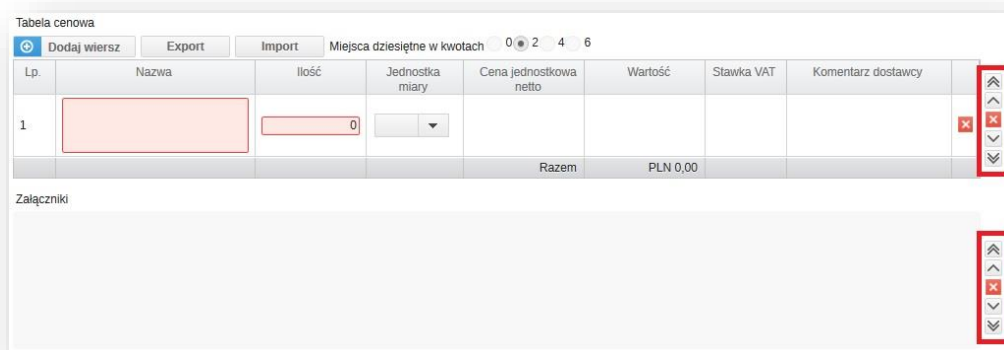 Tabela cenowa
Dodaj wiersz Export Import Miejsca dziesiętne w kwotach 0 2 4 6
Lp. Nazwa Ilość Jednostka miary Cena jednostkowa netto Wartość Stawka VAT Komentarz dostawcy
1 0
Razem PLN 0,00
Załączniki